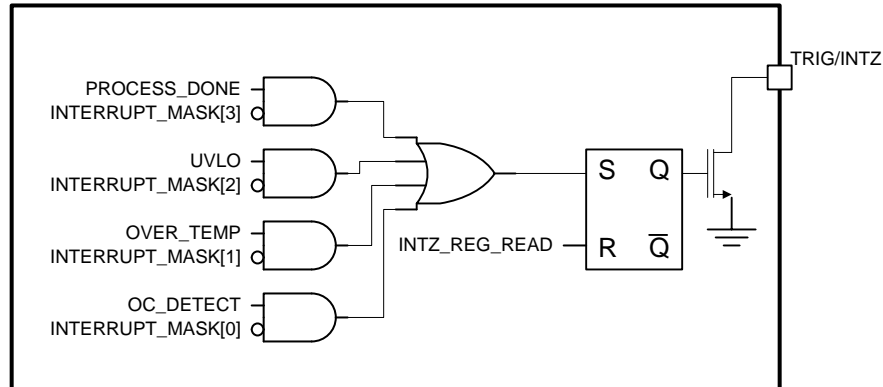 TRIG/INTZ
PROCESS_DONE
INTERRUPT_MASK[3]
UVLO
INTERRUPT_MASK[2]
S Q
OVER_TEMP
INTERRUPT_MASK[1]
INTZ_REG_READ
R Q̅
OC_DETECT
INTERRUPT_MASK[0]